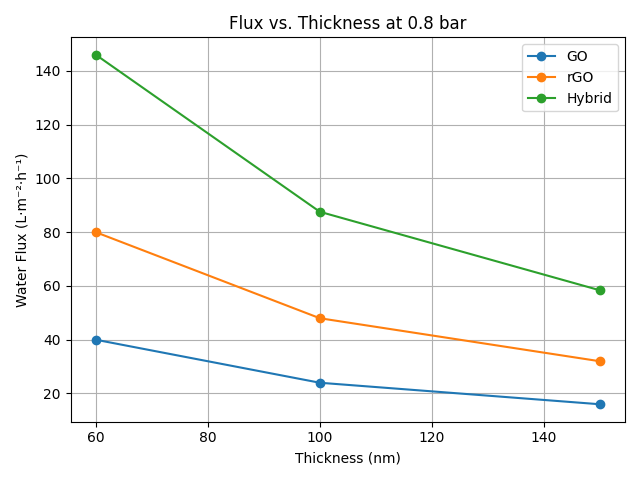 Flux vs. Thickness at 0.8 bar
GO
rGO
Hybrid
Water Flux (L·m⁻²·h⁻¹)
140
120
100
80
60
40
20
60 80 100 120 140
Thickness (nm)